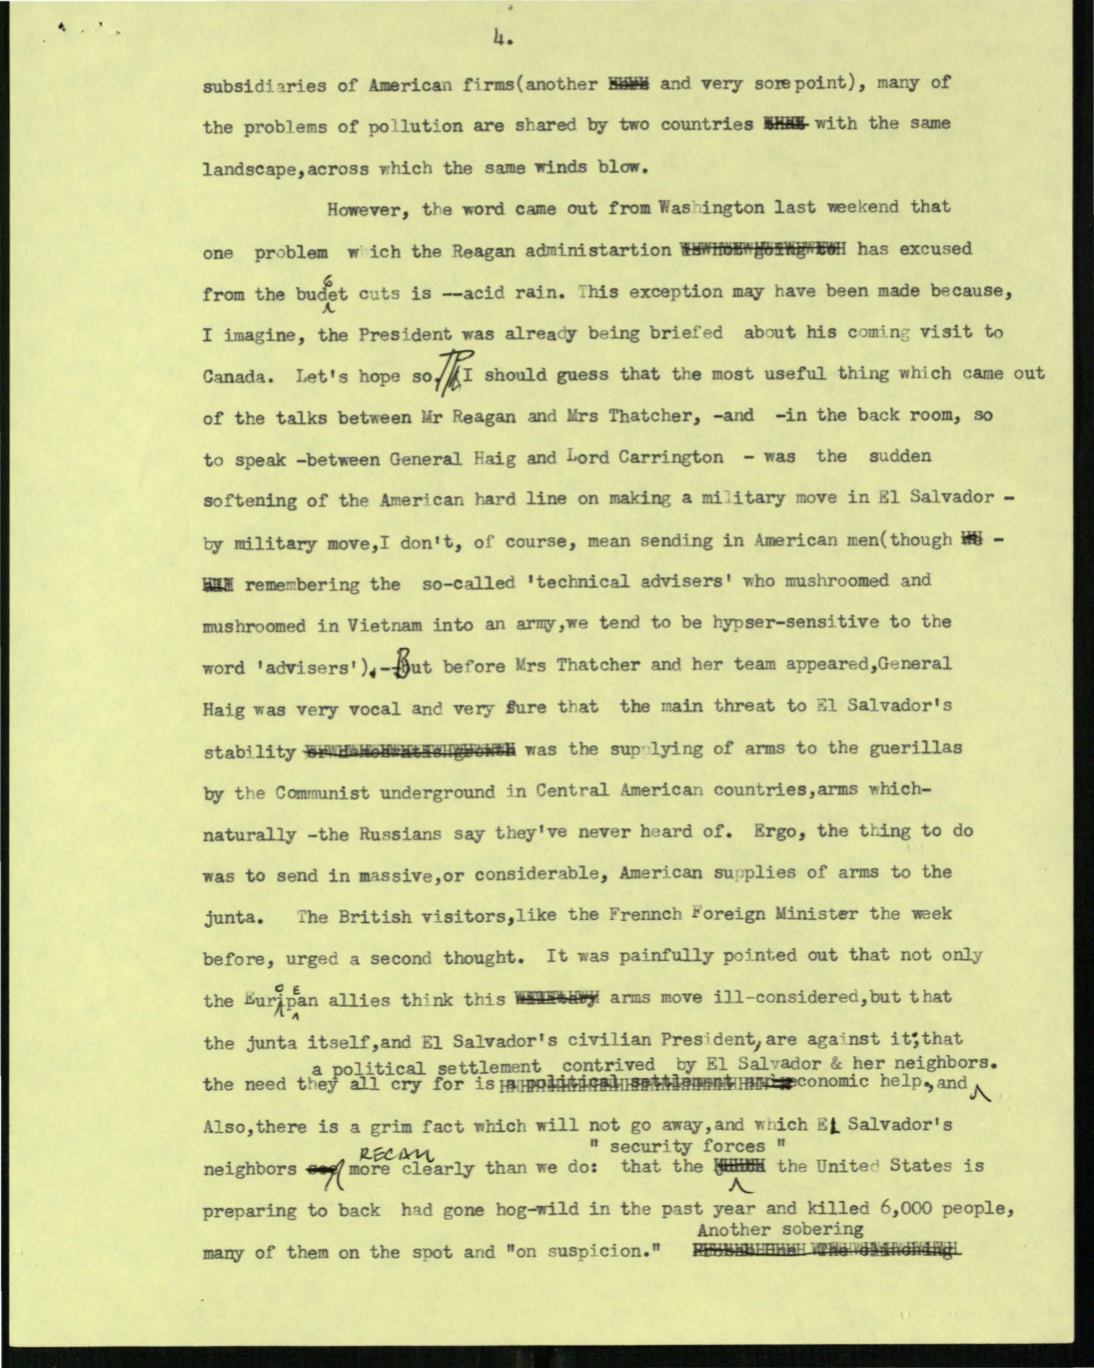 4.
subsidiaries of American firms(another and very sore point), many of
the problems of pollution are shared by two countries with the same
landscape,across which the same winds blow.
However, the word came out from Washington last weekend that
one problem which the Reagan administartion has excused
from the budGet cuts is --acid rain. This exception may have been made because,
I imagine, the President was already being briefed about his coming visit to
Canada. Let's hope so. I should guess that the most useful thing which came out
of the talks between Mr Reagan and Mrs Thatcher, -and -in the back room, so
to speak -between General Haig and Lord Carrington - was the sudden
softening of the American hard line on making a military move in El Salvador -
by military move,I don't, of course, mean sending in American men(though -
remembering the so-called 'technical advisers' who mushroomed and
mushroomed in Vietnam into an army,we tend to be hypser-sensitive to the
word 'advisers').-But before Mrs Thatcher and her team appeared,General
Haig was very vocal and very sure that the main threat to El Salvador's
stability was the supplying of arms to the guerillas
by the Communist underground in Central American countries,arms which-
naturally -the Russians say they've never heard of. Ergo, the thing to do
was to send in massive,or considerable, American supplies of arms to the
junta. The British visitors,like the Frennch Foreign Minister the week
before, urged a second thought. It was painfully pointed out that not only
the EurOpEan allies think this arms move ill-considered,but that
the junta itself,and El Salvador's civilian President, are against it; that
a political settlement contrived by El Salvador & her neighbors.
the need they all cry for is a political settlement economic help., and
Also,there is a grim fact which will not go away,and which El Salvador's
" security forces "
neighbors RECALL more clearly than we do: that the the United States is
preparing to back had gone hog-wild in the past year and killed 6,000 people,
Another sobering
many of them on the spot and "on suspicion."